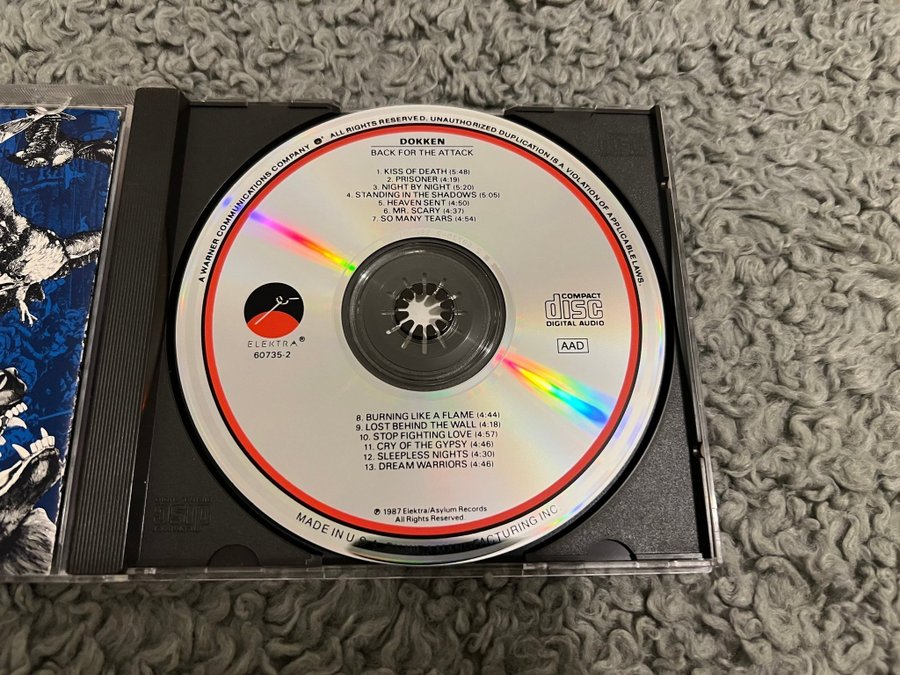 A WARNER COMMUNICATIONS COMPANY ALL RIGHTS RESERVED. UNAUTHORIZED DUPLICATION IS A VIOLATION OF APPLICABLE LAWS.
DOKKEN
BACK FOR THE ATTACK
1. KISS OF DEATH (5:48)
2. PRISONER (4:19)
3. NIGHT BY NIGHT (5:20)
4. STANDING IN THE SHADOWS (5:05)
5. HEAVEN SENT (4:50)
6. MR. SCARY (4:37)
7. SO MANY TEARS (4:54)
ELEKTRA®
60735-2
COMPACT
disc
DIGITAL AUDIO
AAD
8. BURNING LIKE A FLAME (4:44)
9. LOST BEHIND THE WALL (4:18)
10. STOP FIGHTING LOVE (4:57)
11. CRY OF THE GYPSY (4:46)
12. SLEEPLESS NIGHTS (4:30)
13. DREAM WARRIORS (4:46)
℗ 1987 Elektra/Asylum Records
All Rights Reserved.
MADE IN U.S.A. MANUFACTURING INC.